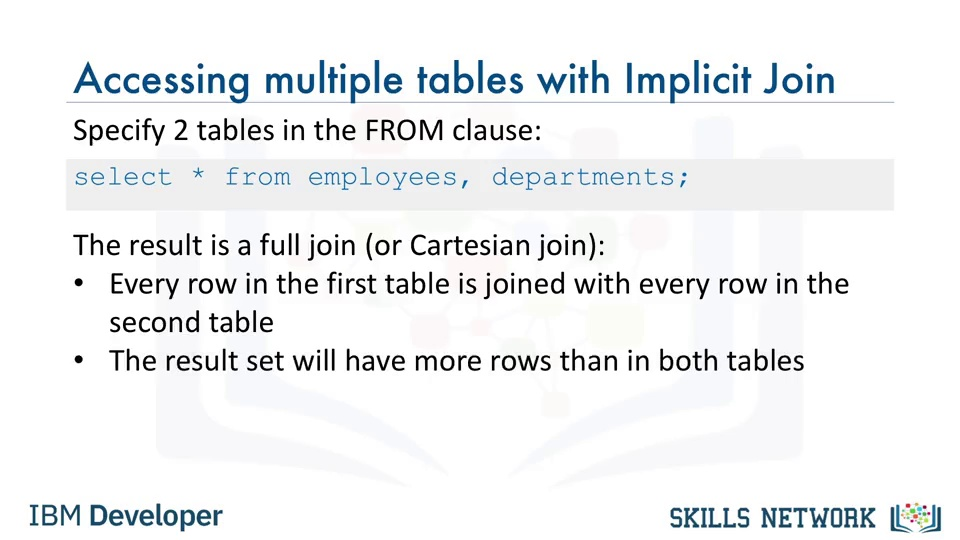 Accessing multiple tables with Implicit Join
Specify 2 tables in the FROM clause:
select * from employees, departments;
The result is a full join (or Cartesian join):
• Every row in the first table is joined with every row in the
second table
• The result set will have more rows than in both tables
IBM Developer
SKILLS NETWORK